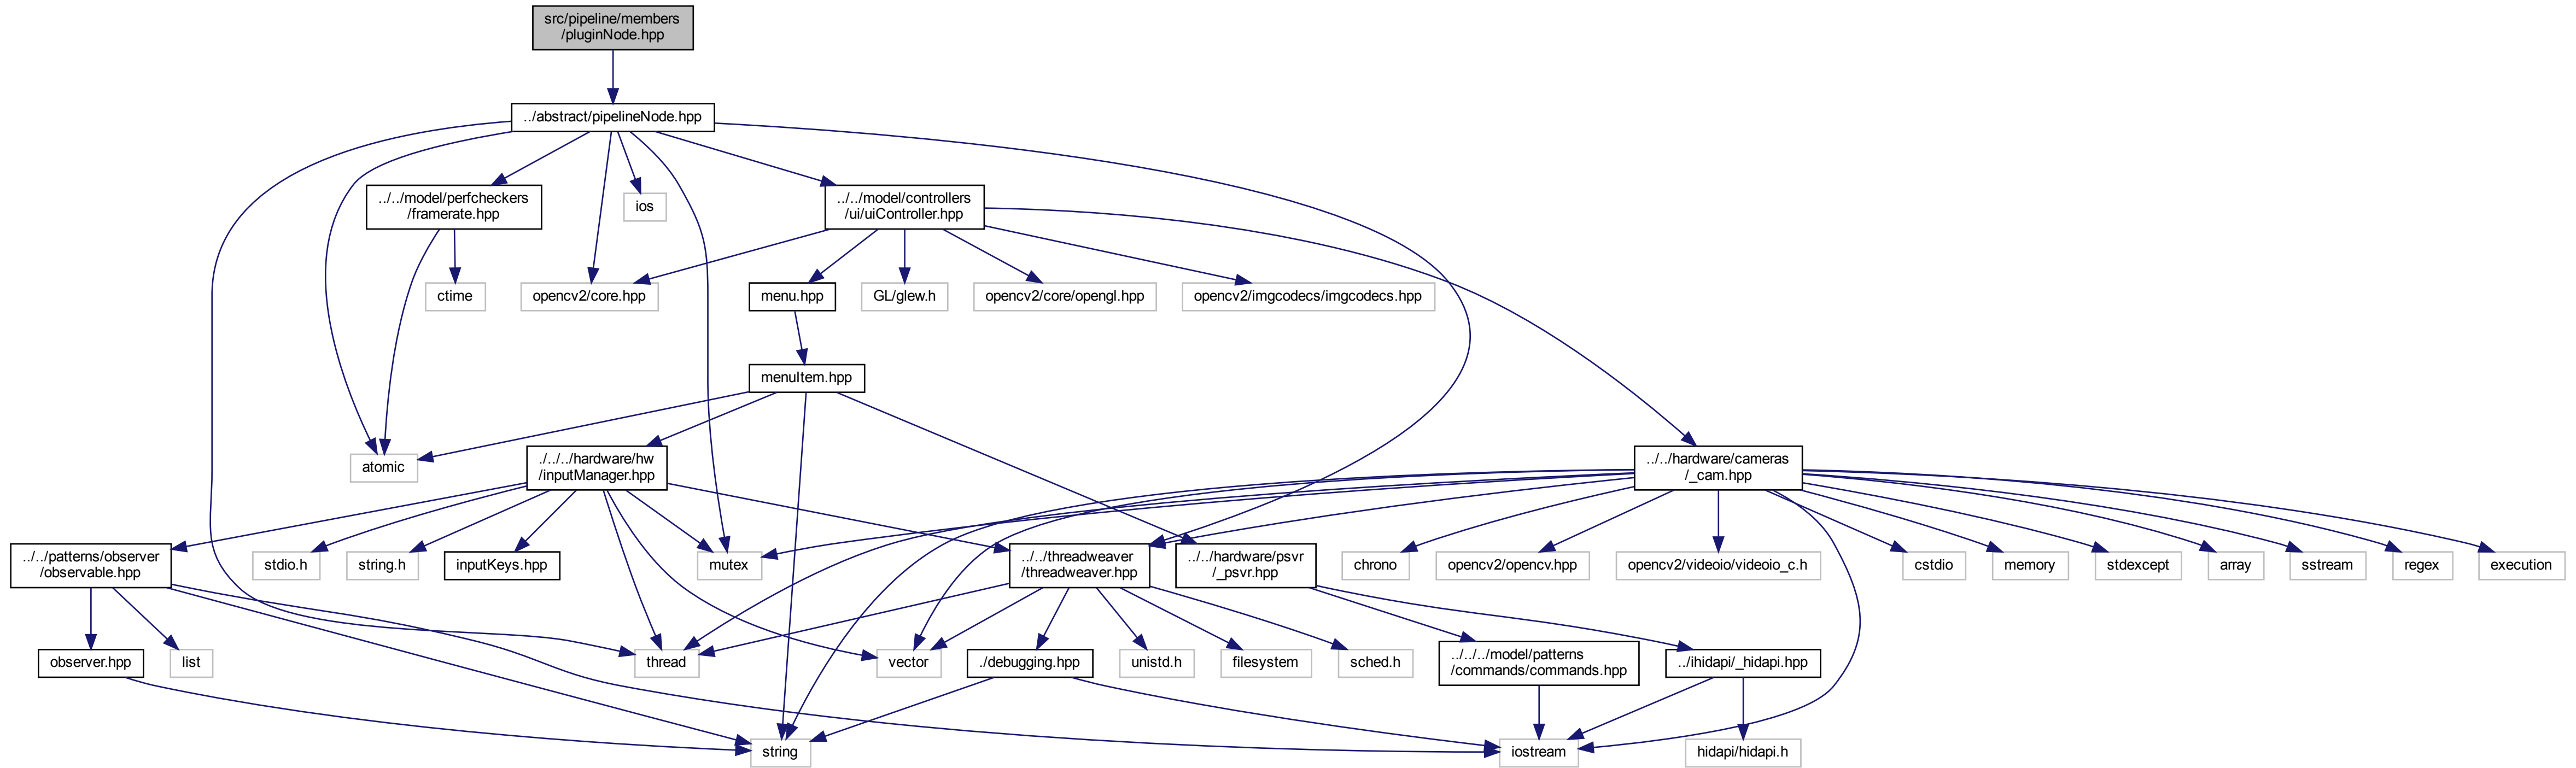 src/pipeline/members
/pluginNode.hpp
../abstract/pipelineNode.hpp
../../model/perfcheckers
/framerate.hpp
ios
../../model/controllers
/ui/uiController.hpp
ctime
opencv2/core.hpp
menu.hpp
GL/glew.h
opencv2/core/opengl.hpp
opencv2/imgcodecs/imgcodecs.hpp
menuItem.hpp
atomic
./../../hardware/hw
/inputManager.hpp
../../hardware/cameras
/_cam.hpp
../../patterns/observer
/observable.hpp
stdio.h
string.h
inputKeys.hpp
mutex
../../threadweaver
/threadweaver.hpp
../../hardware/psvr
/_psvr.hpp
chrono
opencv2/opencv.hpp
opencv2/videoio/videoio_c.h
cstdio
memory
stdexcept
array
sstream
regex
execution
observer.hpp
list
thread
vector
./debugging.hpp
unistd.h
filesystem
sched.h
../../../model/patterns
/commands/commands.hpp
../ihidapi/_hidapi.hpp
string
iostream
hidapi/hidapi.h